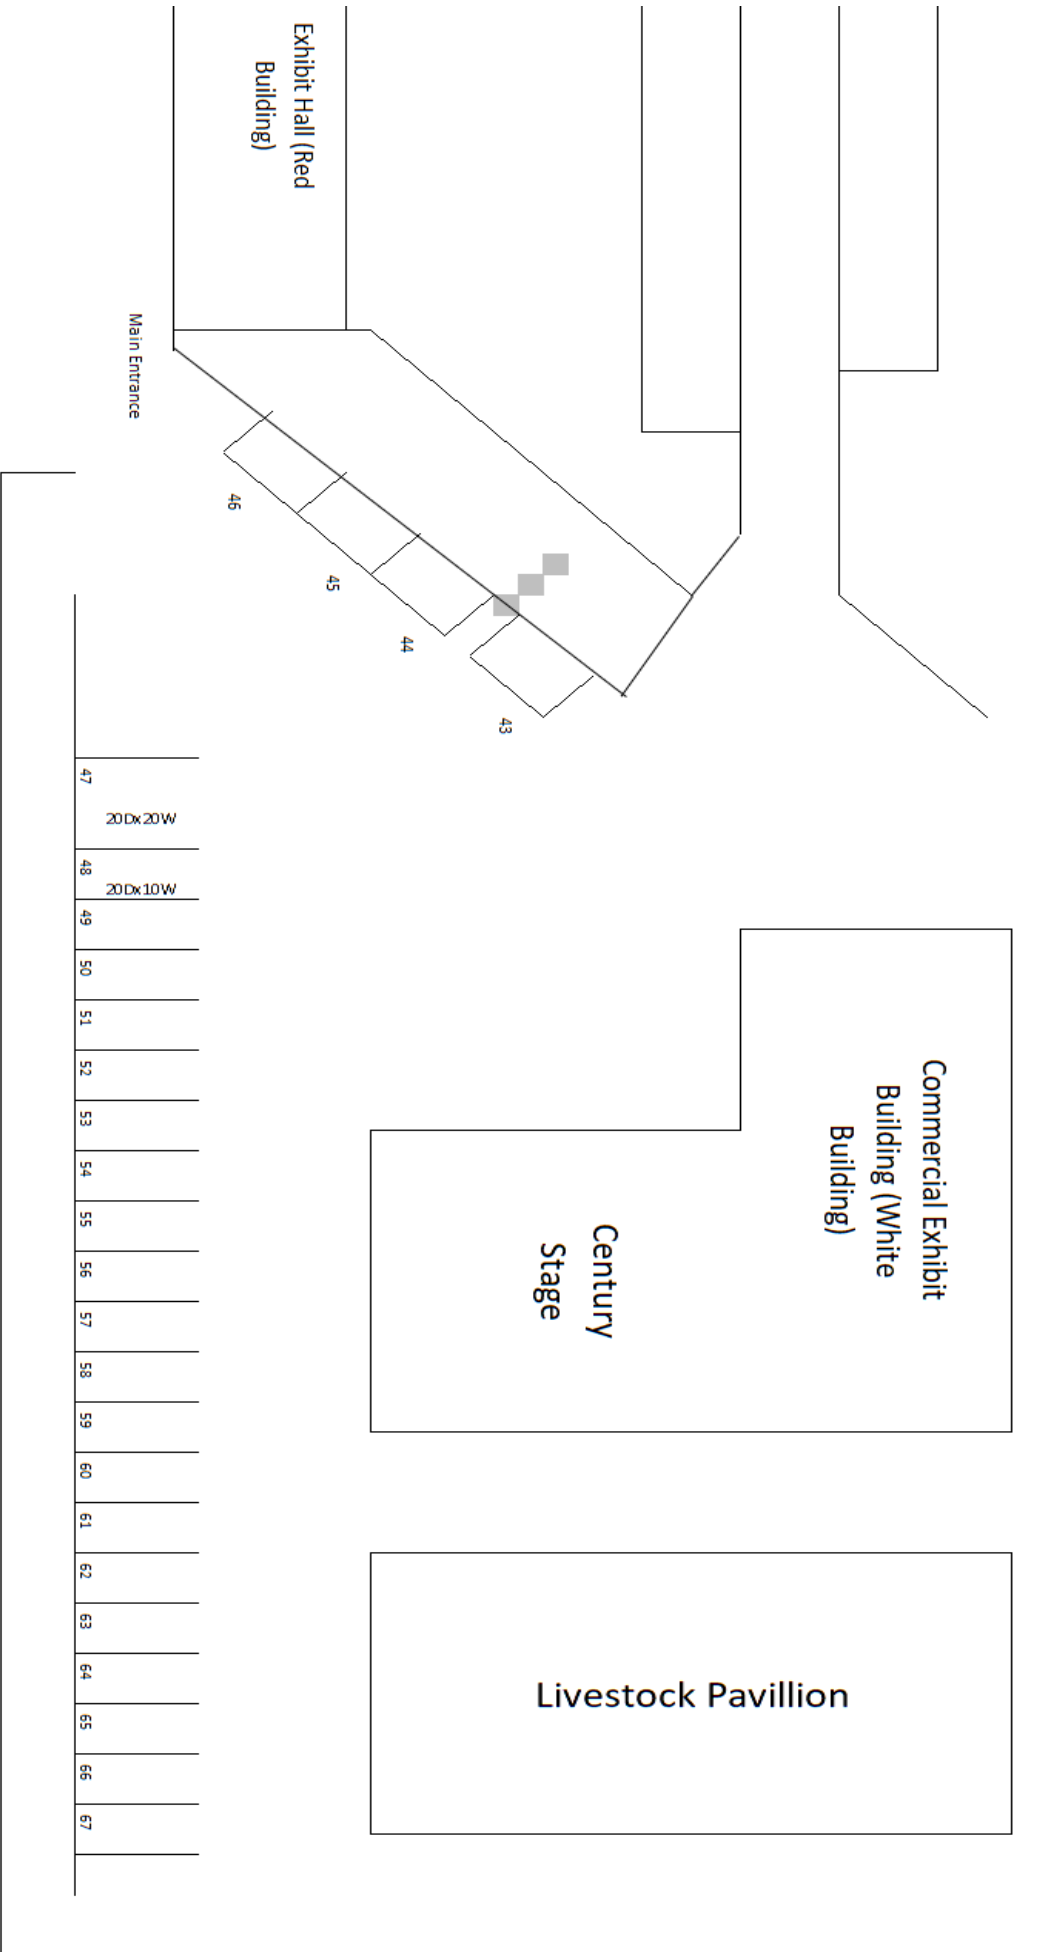 Exhibit Hall (Red
Building)
Main Entrance
46
45
44
43
47
20Dx20W
48
20Dx10W
49
50
51
52
53
54
55
56
57
58
59
60
61
62
63
64
65
66
67
Commercial Exhibit
Building (White
Building)
Century
Stage
Livestock Pavillion